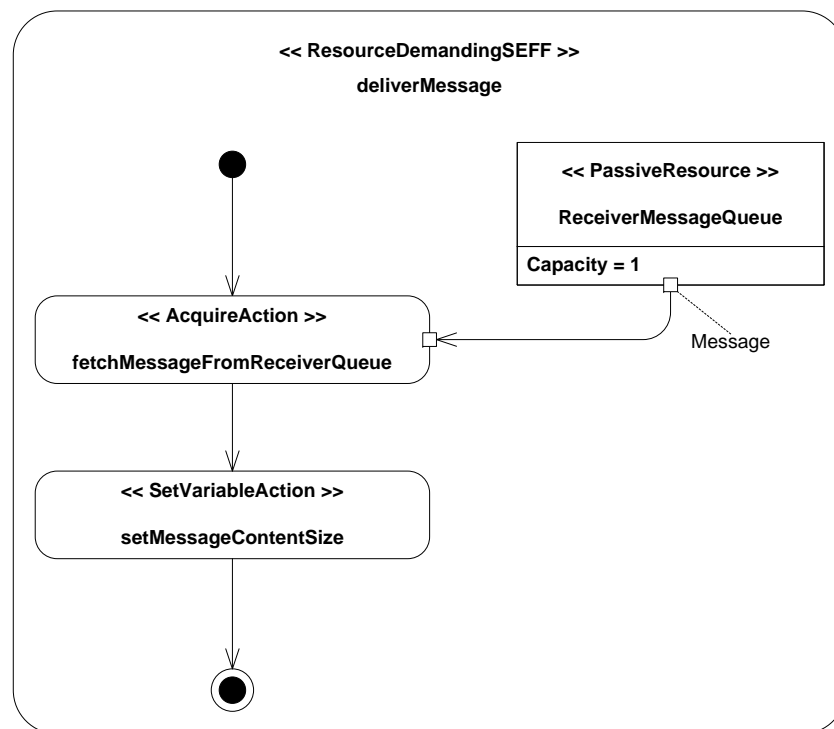 << ResourceDemandingSEFF >>
deliverMessage
<< PassiveResource >>
ReceiverMessageQueue
Capacity = 1
Message
<< AcquireAction >>
fetchMessageFromReceiverQueue
<< SetVariableAction >>
setMessageContentSize